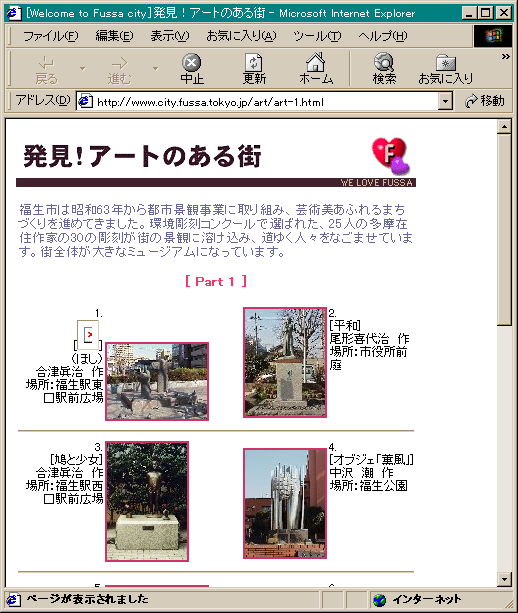 [Welcome to Fussa city]発見！アートのある街 - Microsoft Internet Explorer
ファイル(F) 編集(E) 表示(V) お気に入り(A) ツール(T) ヘルプ(H)
戻る 進む 中止 更新 ホーム 検索 お気に入り
アドレス(D) http://www.city.fussa.tokyo.jp/art/art-1.html 移動
発見!アートのある街
WE LOVE FUSSA
福生市は昭和63年から都市景観事業に取り組み、芸術美あふれるまち
づくりを進めてきました。環境彫刻コンクールで選ばれた、25人の多摩在
住作家の30の彫刻が街の景観に溶け込み、道ゆく人々をなごませていま
す。街全体が大きなミュージアムになっています。
[ Part 1 ]
1.
[ ]
(ほし)
合津眞治 作
場所：福生駅東
口駅前広場
2.
[平和]
尾形喜代治 作
場所：市役所前
庭
3.
[鳩と少女]
合津眞治 作
場所：福生駅西
口駅前広場
4.
[オブジェ「薫風」]
中沢 潮 作
場所：福生公園
5. 6.
ページが表示されました インターネット